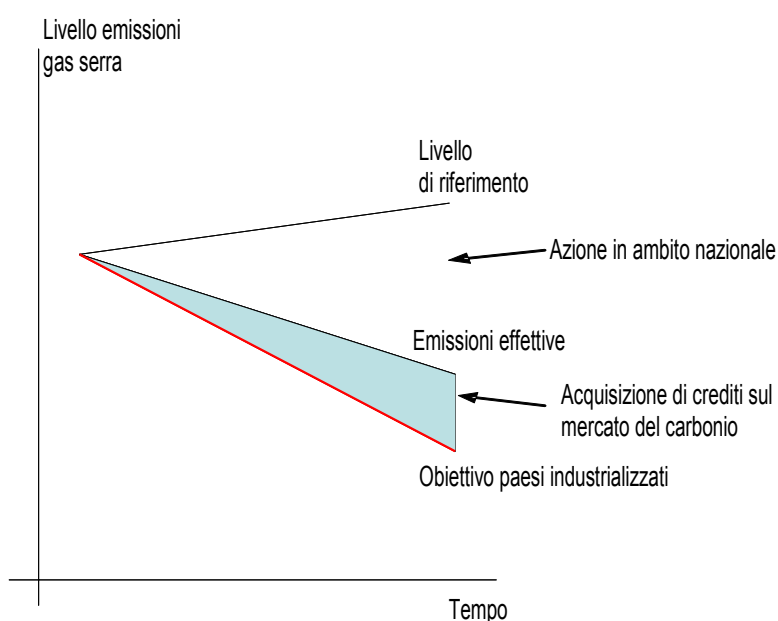 Livello emissioni
gas serra
Livello
di riferimento
Azione in ambito nazionale
Emissioni effettive
Acquisizione di crediti sul
mercato del carbonio
Obiettivo paesi industrializzati
Tempo